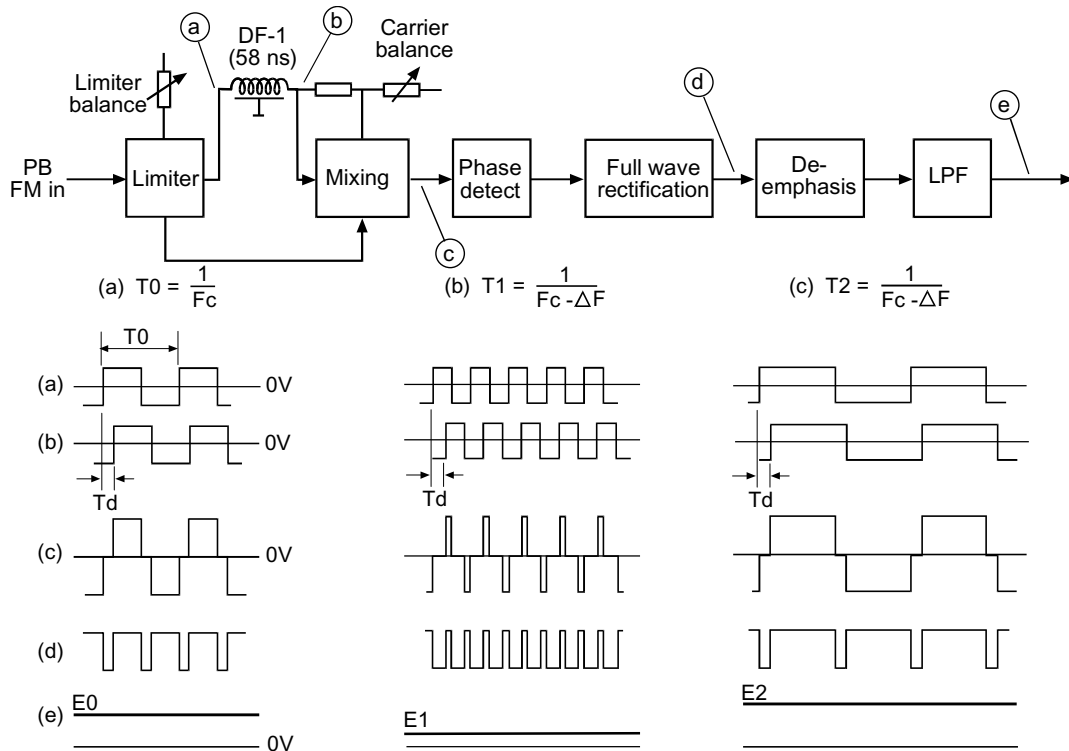 a
b
DF-1
(58 ns)
Carrier
balance
Limiter
balance
d
e
PB
FM in
Limiter
Mixing
Phase
detect
Full wave
rectification
De-
emphasis
LPF
c
(a) T0 = 1/Fc
(b) T1 = 1/Fc - △F
(c) T2 = 1/Fc - △F
T0
(a)
0V
(b)
0V
Td
Td
Td
(c)
0V
(d)
(e)
E0
0V
E1
E2